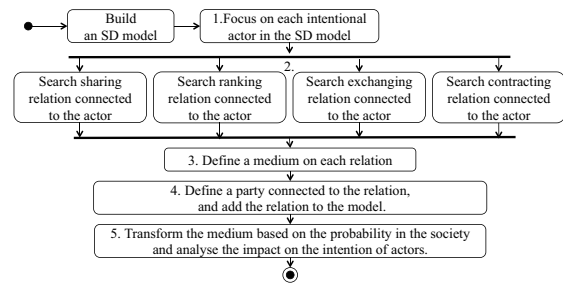 Build
an SD model
1.Focus on each intentional
actor in the SD model
2.
Search sharing
relation connected
to the actor
Search ranking
relation connected
to the actor
Search exchanging
relation connected
to the actor
Search contracting
relation connected
to the actor
3. Define a medium on each relation
4. Define a party connected to the relation,
and add the relation to the model.
5. Transform the medium based on the probability in the society
and analyse the impact on the intention of actors.